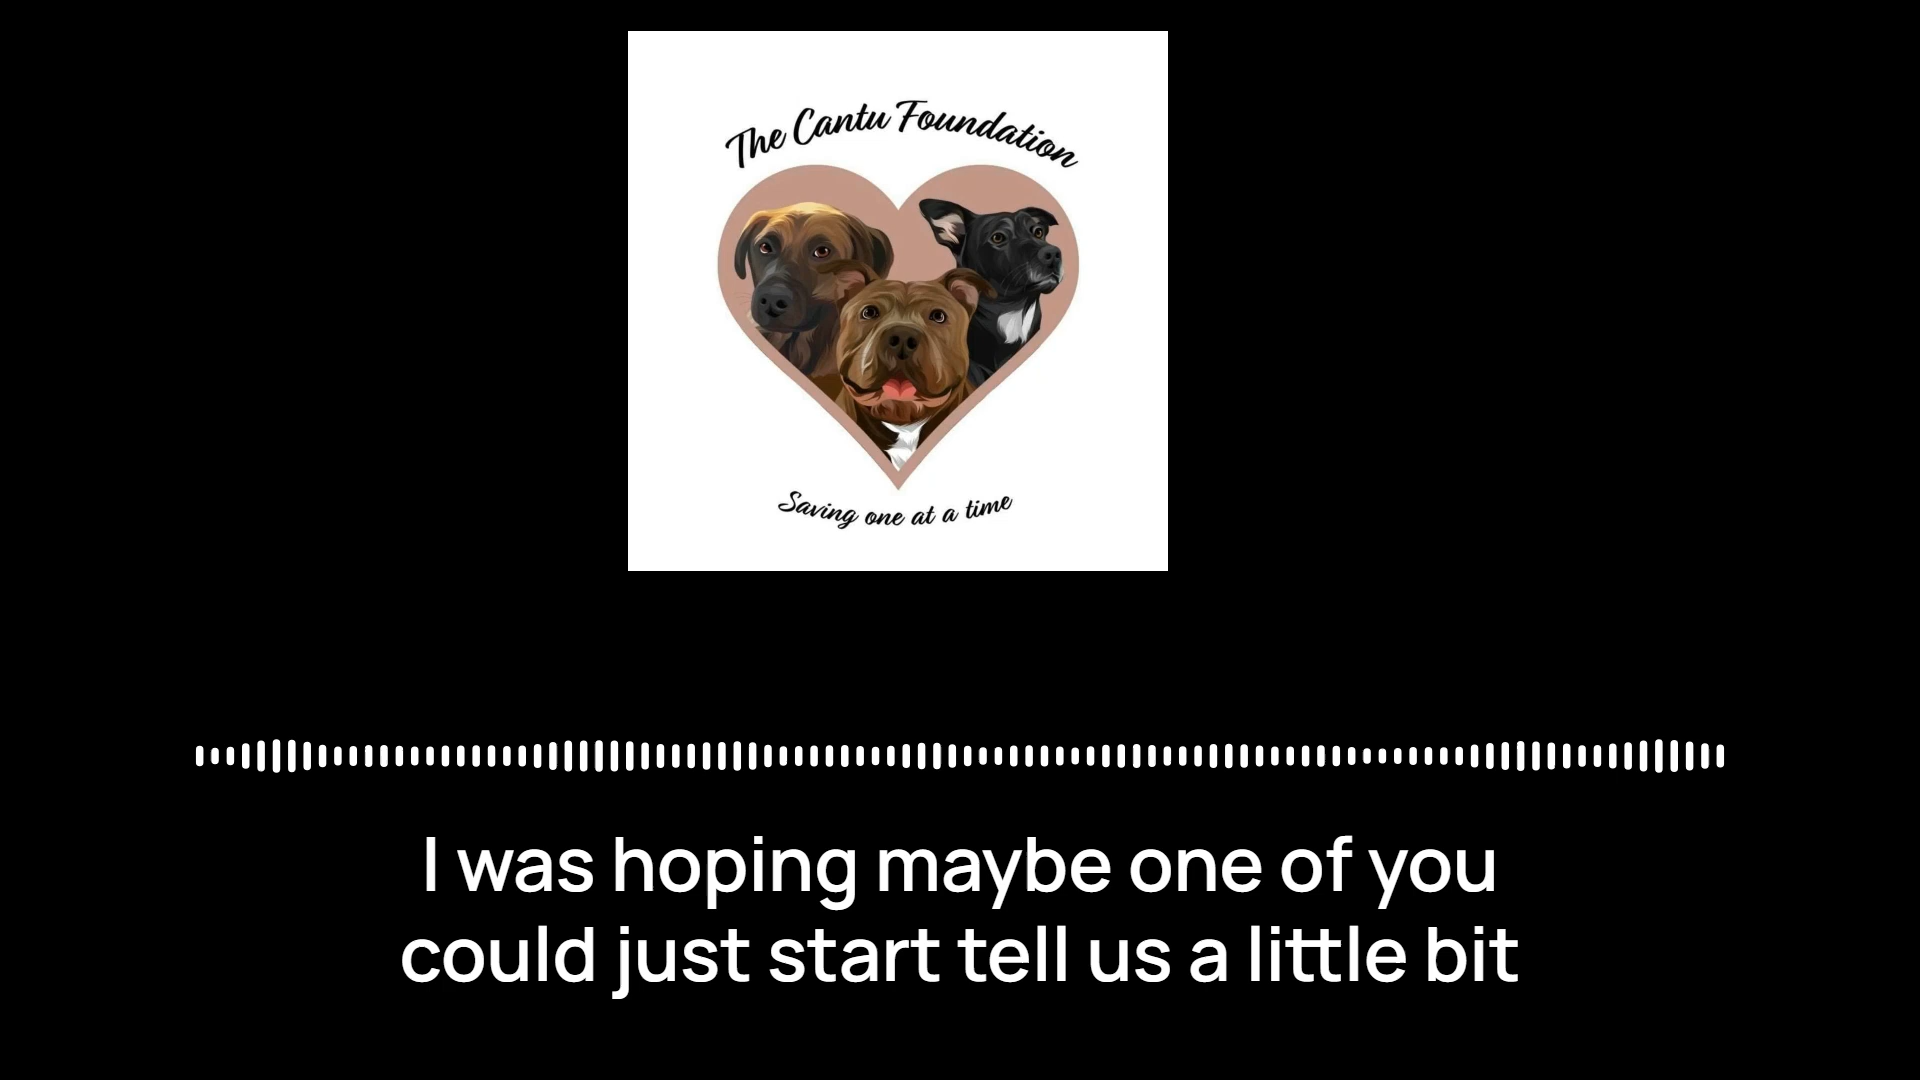 The Cantu Foundation
Saving one at a time
I was hoping maybe one of you
could just start tell us a little bit